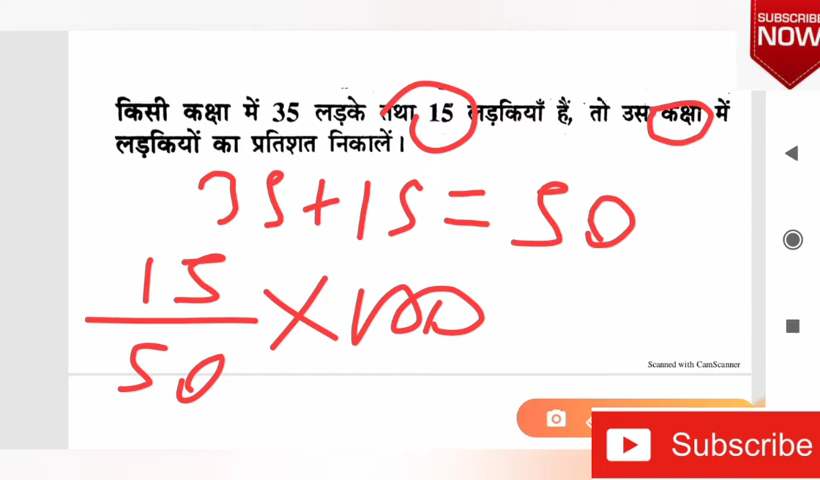 SUBSCRIBE
NOW
किसी कक्षा में 35 लड़के तथा 15 लड़कियाँ हैं, तो उस कक्षा में
लड़कियों का प्रतिशत निकालें।
35+15=50
15
50
×100
Scanned with CamScanner
Subscribe